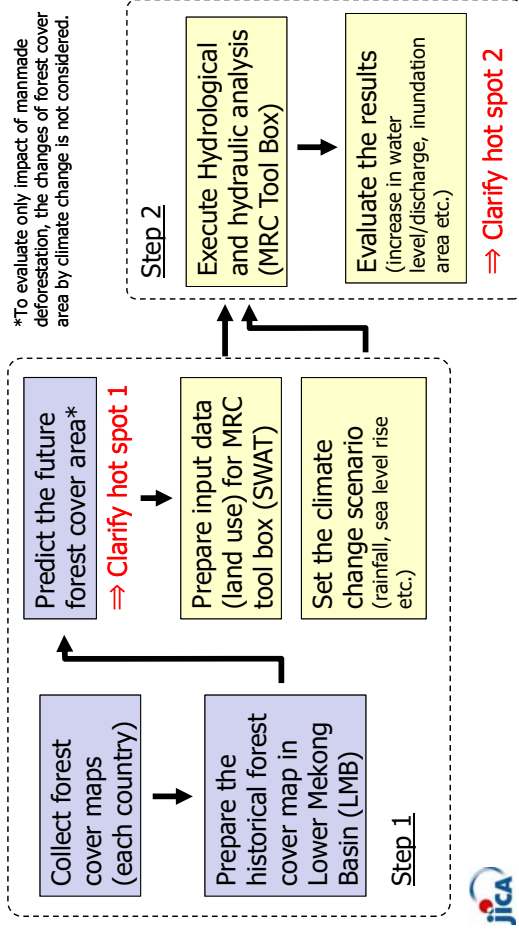 Collect forest
cover maps
(each country)
Prepare the
historical forest
cover map in
Lower Mekong
Basin (LMB)
Step 1
Predict the future
forest cover area*
⇒ Clarify hot spot 1
Prepare input data
(land use) for MRC
tool box (SWAT)
Set the climate
change scenario
(rainfall, sea level rise
etc.)
*To evaluate only impact of manmade
deforestation, the changes of forest cover
area by climate change is not considered.
Step 2
Execute Hydrological
and hydraulic analysis
(MRC Tool Box)
Evaluate the results
(increase in water
level/discharge, inundation
area etc.)
⇒ Clarify hot spot 2
jICA